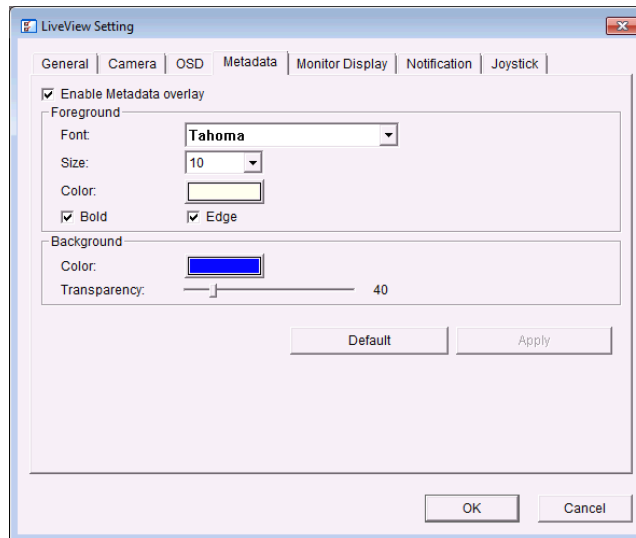 LiveView Setting
General Camera OSD Metadata Monitor Display Notification Joystick
Enable Metadata overlay
Foreground
Font: Tahoma
Size: 10
Color:
Bold Edge
Background
Color:
Transparency: 40
Default Apply
OK Cancel